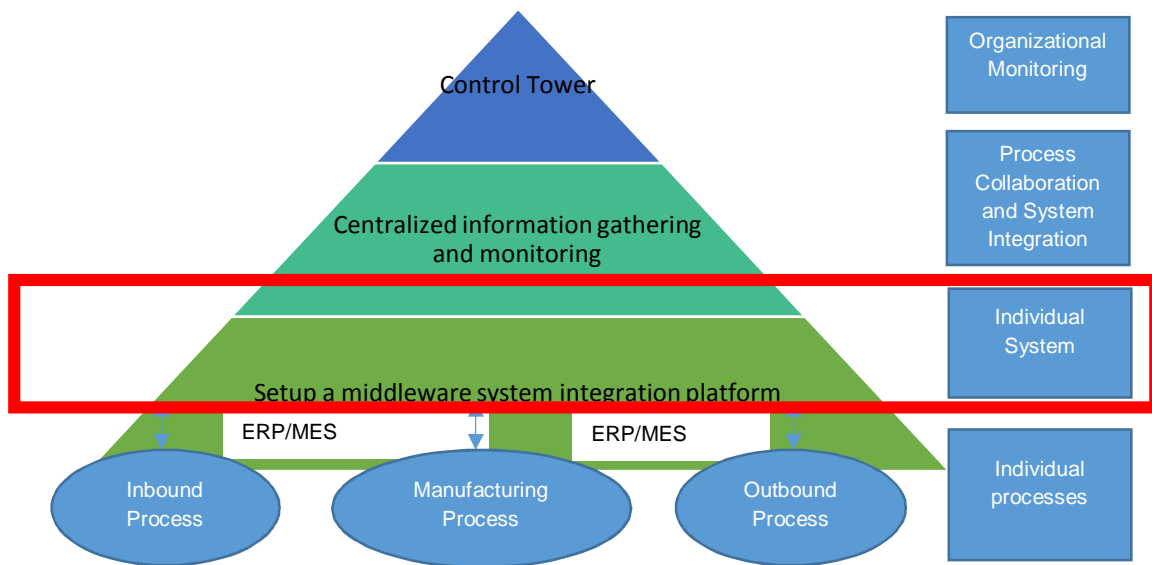 Control Tower
Organizational
Monitoring
Centralized information gathering
and monitoring
Process
Collaboration
and System
Integration
Setup a middleware system integration platform
Individual
System
ERP/MES
ERP/MES
Inbound
Process
Manufacturing
Process
Outbound
Process
Individual
processes